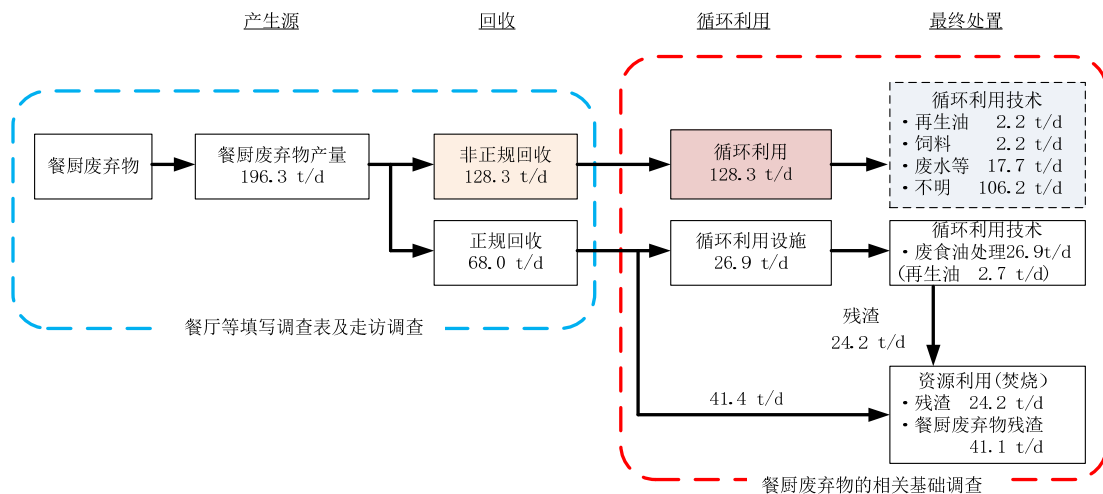 产生源
回收
循环利用
最终处置
餐厨废弃物
餐厨废弃物产量
196.3 t/d
非正规回收
128.3 t/d
循环利用
128.3 t/d
循环利用技术
·再生油 2.2 t/d
·饲料 2.2 t/d
·废水等 17.7 t/d
·不明 106.2 t/d
正规回收
68.0 t/d
循环利用设施
26.9 t/d
循环利用技术
·废食油处理26.9t/d
(再生油 2.7 t/d)
餐厅等填写调查表及走访调查
残渣
24.2 t/d
41.4 t/d
资源利用(焚烧)
·残渣 24.2 t/d
·餐厨废弃物残渣
41.1 t/d
餐厨废弃物的相关基础调查